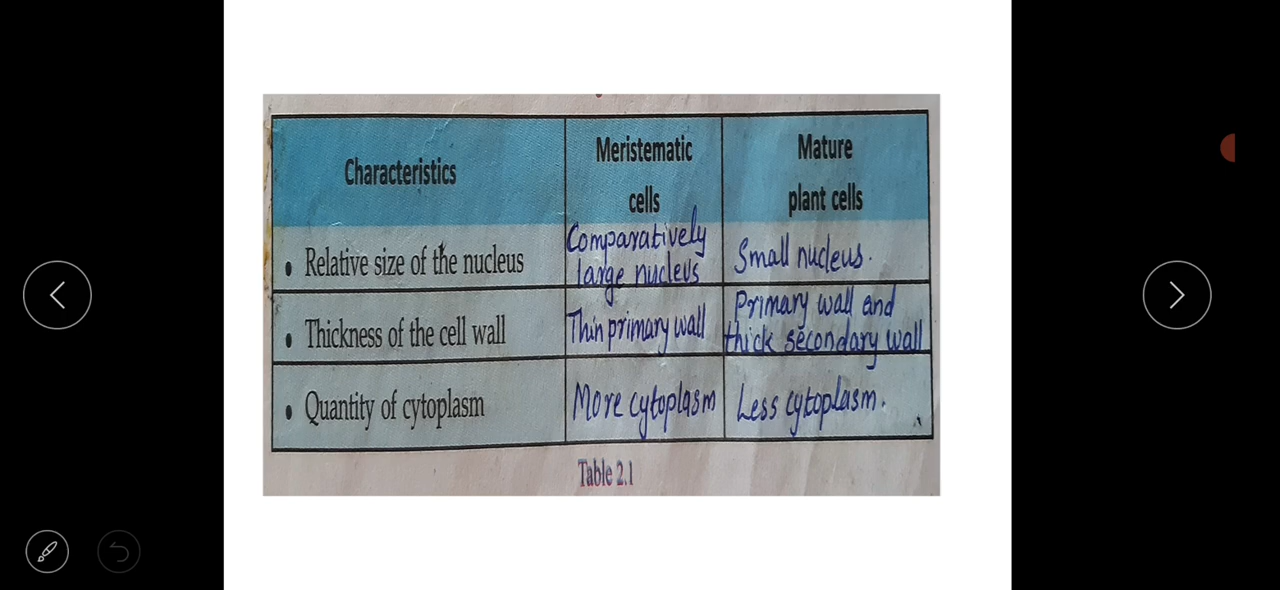 Characteristics
Meristematic
cells
Mature
plant cells
• Relative size of the nucleus
Comparatively
large nucleus
Small nucleus.
• Thickness of the cell wall
Thin primary wall
Primary wall and
thick secondary wall
• Quantity of cytoplasm
More cytoplasm
Less cytoplasm.
Table 2.1